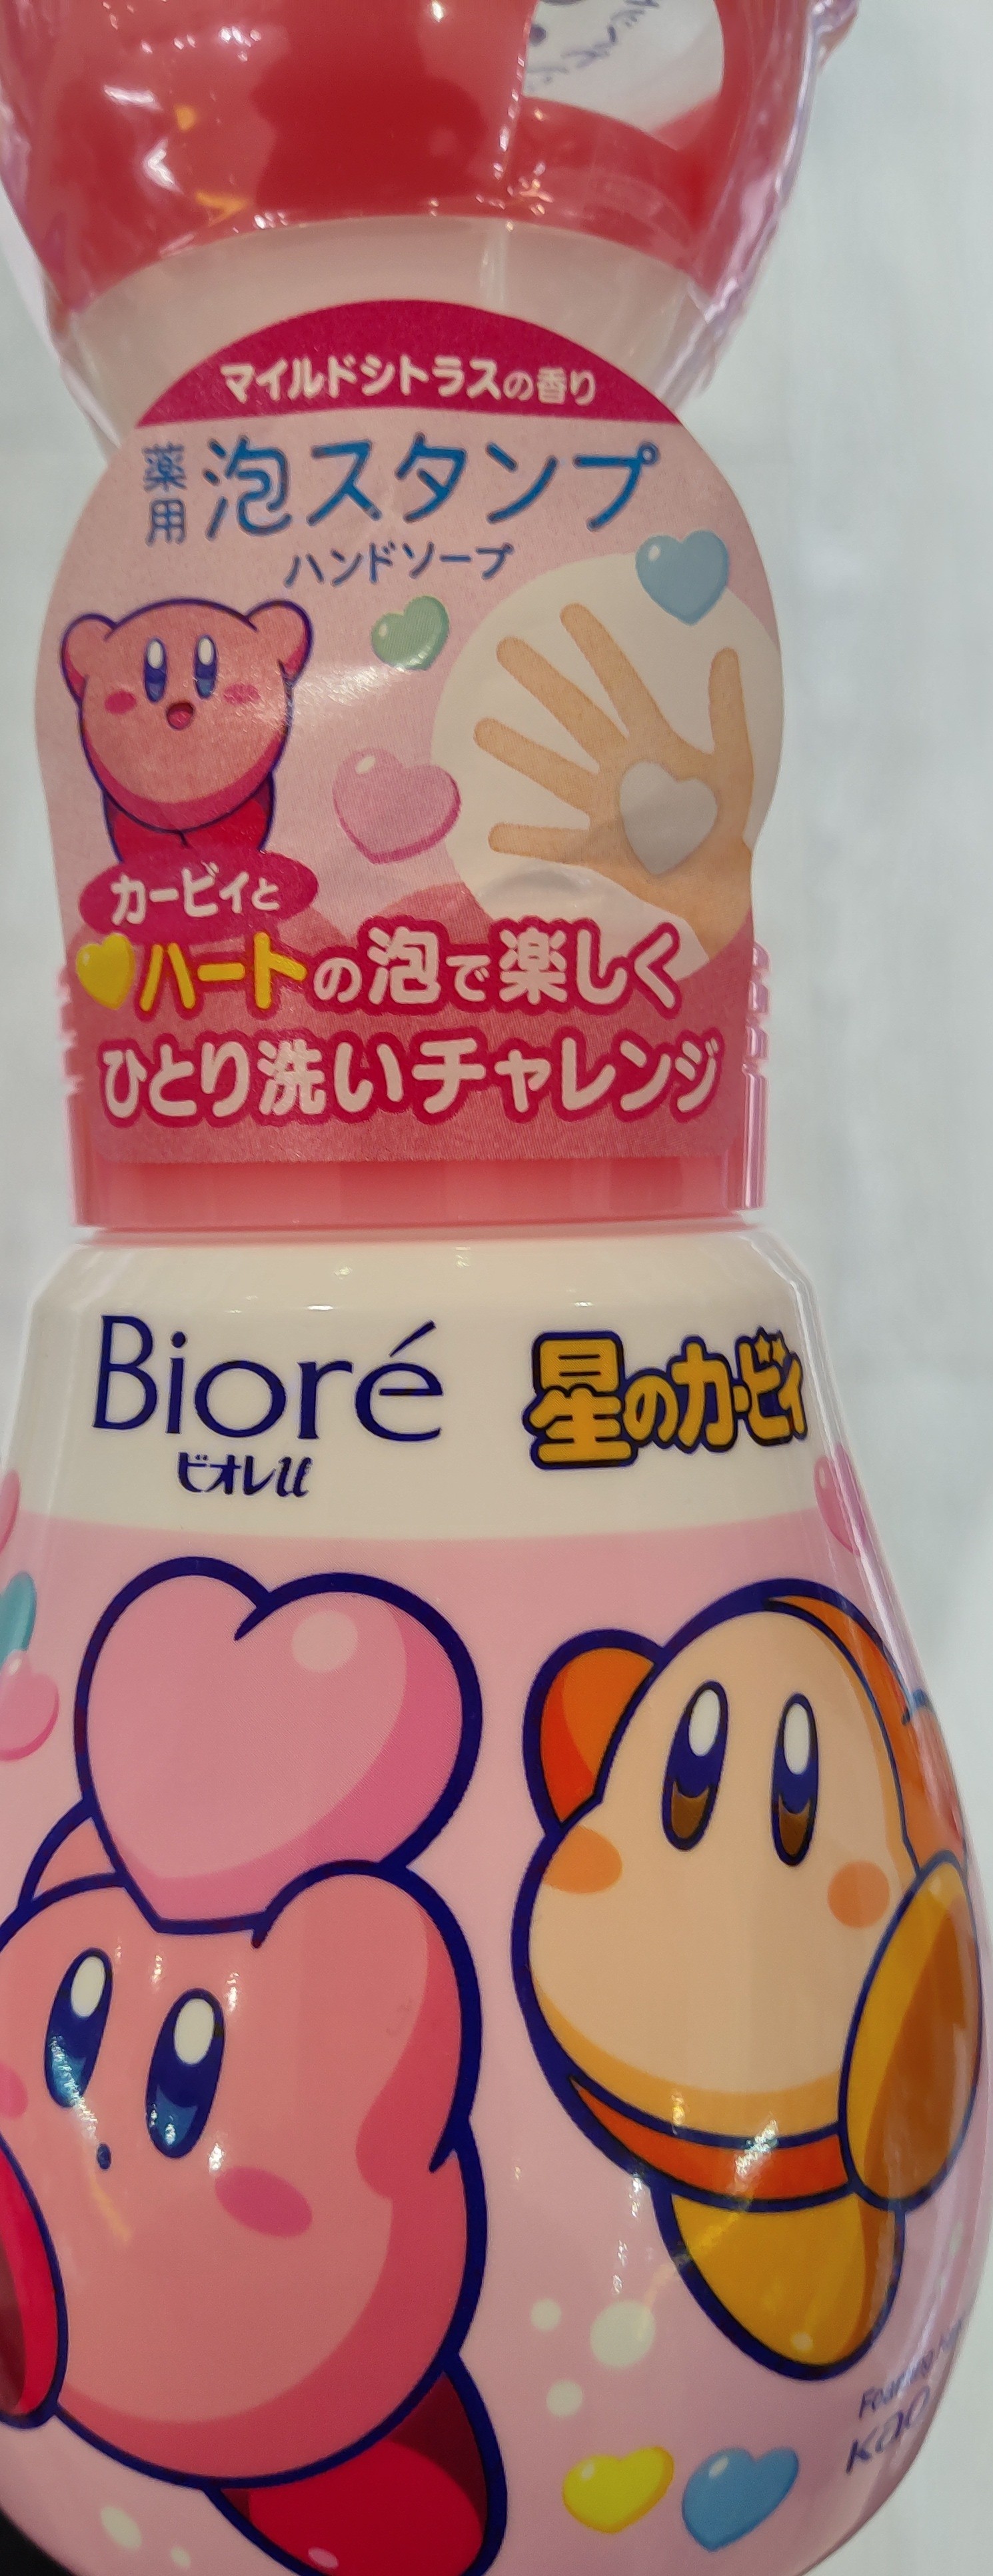 マイルドシトラスの香り
薬用 泡スタンプ
ハンドソープ
カービィと
ハートの泡で楽しく
ひとり洗いチャレンジ
Bioré 星のカービィ
ビオレu
Kao